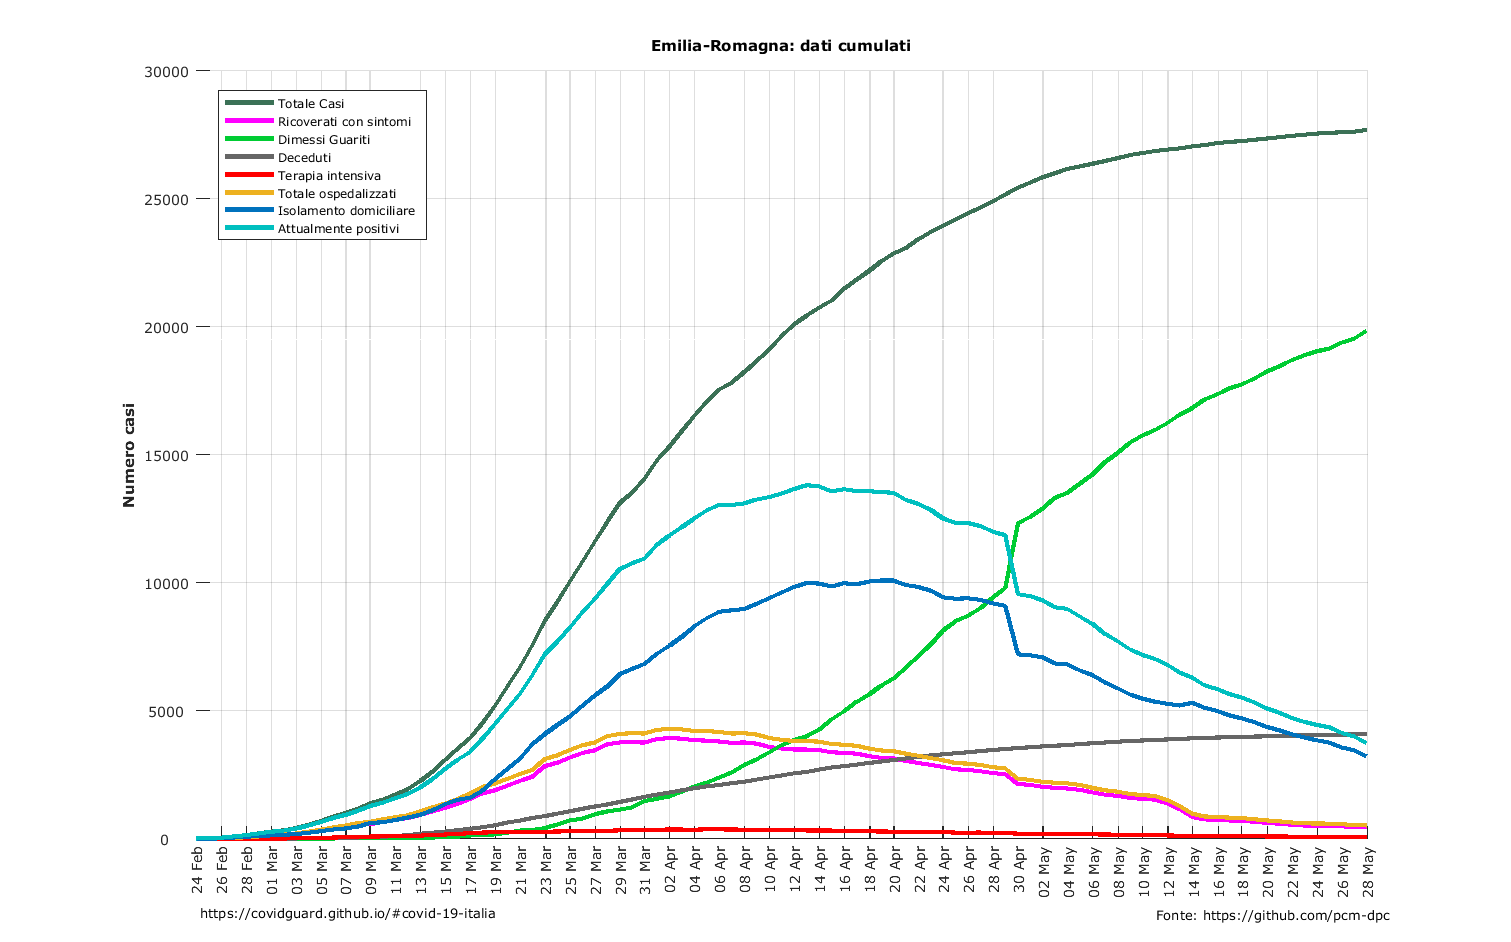 Emilia-Romagna: dati cumulati
30000
25000
20000
15000
10000
5000
0
Numero casi
Totale Casi
Ricoverati con sintomi
Dimessi Guariti
Deceduti
Terapia intensiva
Totale ospedalizzati
Isolamento domiciliare
Attualmente positivi
24 Feb
26 Feb
28 Feb
01 Mar
03 Mar
05 Mar
07 Mar
09 Mar
11 Mar
13 Mar
15 Mar
17 Mar
19 Mar
21 Mar
23 Mar
25 Mar
27 Mar
29 Mar
31 Mar
02 Apr
04 Apr
06 Apr
08 Apr
10 Apr
12 Apr
14 Apr
16 Apr
18 Apr
20 Apr
22 Apr
24 Apr
26 Apr
28 Apr
30 Apr
02 May
04 May
06 May
08 May
10 May
12 May
14 May
16 May
18 May
20 May
22 May
24 May
26 May
28 May
https://covidguard.github.io/#covid-19-italia
Fonte: https://github.com/pcm-dpc